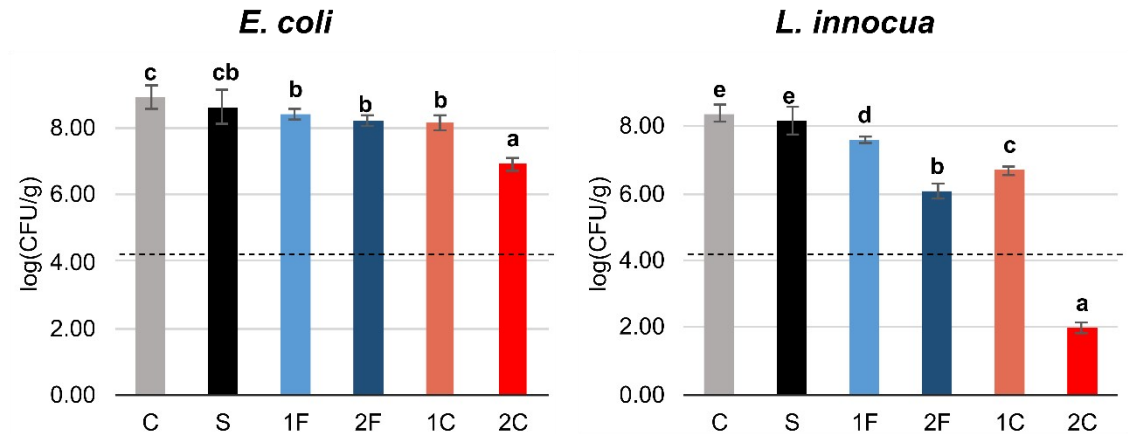 E. coli
L. innocua
log(CFU/g)
8.00
6.00
4.00
2.00
0.00
c
cb
b
b
b
a
C
S
1F
2F
1C
2C
log(CFU/g)
8.00
6.00
4.00
2.00
0.00
e
e
d
b
c
a
C
S
1F
2F
1C
2C